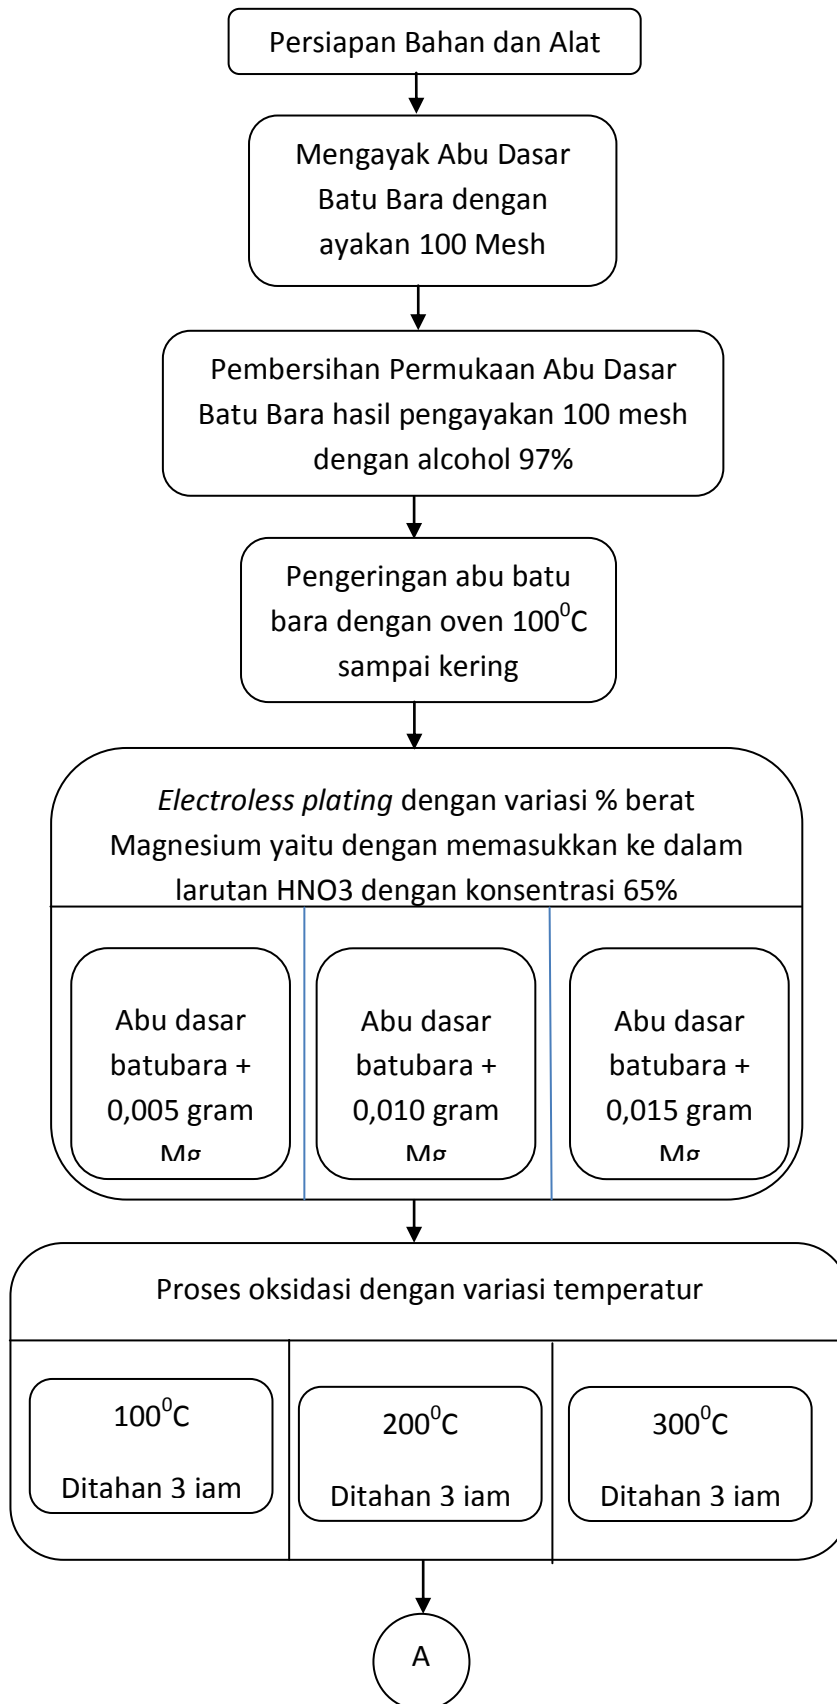 Persiapan Bahan dan Alat
Mengayak Abu Dasar
Batu Bara dengan
ayakan 100 Mesh
Pembersihan Permukaan Abu Dasar
Batu Bara hasil pengayakan 100 mesh
dengan alcohol 97%
Pengeringan abu batu
bara dengan oven 100⁰C
sampai kering
Electroless plating dengan variasi % berat
Magnesium yaitu dengan memasukkan ke dalam
larutan HNO3 dengan konsentrasi 65%
Abu dasar
batubara +
0,005 gram
Mg
Abu dasar
batubara +
0,010 gram
Mg
Abu dasar
batubara +
0,015 gram
Mg
Proses oksidasi dengan variasi temperatur
100⁰C
Ditahan 3 jam
200⁰C
Ditahan 3 jam
300⁰C
Ditahan 3 jam
A